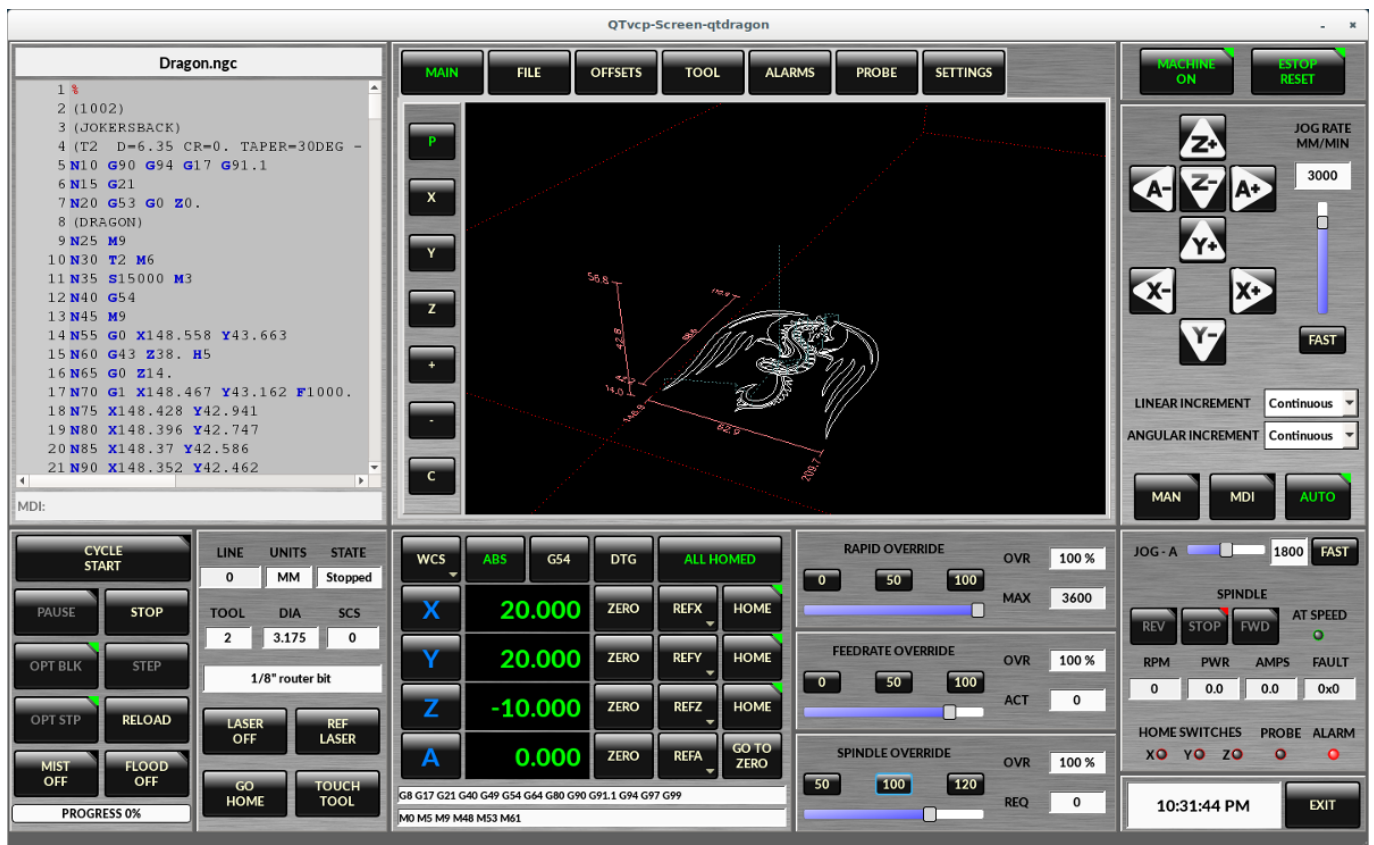 QTvcp-Screen-qtdragon
Dragon.ngc
1 %
2 (1002)
3 (JOKERSBACK)
4 (T2  D=6.35 CR=0. TAPER=30DEG -
5 N10 G90 G94 G17 G91.1
6 N15 G21
7 N20 G53 G0 Z0.
8 (DRAGON)
9 N25 M9
10 N30 T2 M6
11 N35 S15000 M3
12 N40 G54
13 N45 M9
14 N55 G0 X148.558 Y43.663
15 N60 G43 Z38. H5
16 N65 G0 Z14.
17 N70 G1 X148.467 Y43.162 F1000.
18 N75 X148.428 Y42.941
19 N80 X148.396 Y42.747
20 N85 X148.37 Y42.586
21 N90 X148.352 Y42.462
MDI:
MAIN FILE OFFSETS TOOL ALARMS PROBE SETTINGS
P
X
Y
Z
+
-
C
56.8
42.8
14.0
62.9
209.7
MACHINE ON
ESTOP RESET
JOG RATE
MM/MIN
3000
Z+
A- Z- A+
Y+
X- X+
Y-
FAST
LINEAR INCREMENT Continuous
ANGULAR INCREMENT Continuous
MAN MDI AUTO
CYCLE START
PAUSE STOP
OPT BLK STEP
OPT STP RELOAD
MIST OFF FLOOD OFF
PROGRESS 0%
LINE UNITS STATE
0 MM Stopped
TOOL DIA SCS
2 3.175 0
1/8" router bit
LASER OFF REF LASER
GO HOME TOUCH TOOL
WCS ABS G54 DTG ALL HOMED
X 20.000 ZERO REFX HOME
Y 20.000 ZERO REFY HOME
Z -10.000 ZERO REFZ HOME
A 0.000 ZERO REFA GO TO ZERO
G8 G17 G21 G40 G49 G54 G64 G80 G90 G91.1 G94 G97 G99
M0 M5 M9 M48 M53 M61
RAPID OVERRIDE OVR 100 %
0 50 100
MAX 3600
FEEDRATE OVERRIDE OVR 100 %
0 50 100
ACT 0
SPINDLE OVERRIDE OVR 100 %
50 100 120
REQ 0
JOG - A 1800 FAST
SPINDLE
REV STOP FWD AT SPEED
RPM PWR AMPS FAULT
0 0.0 0.0 0x0
HOME SWITCHES PROBE ALARM
X Y Z
10:31:44 PM EXIT